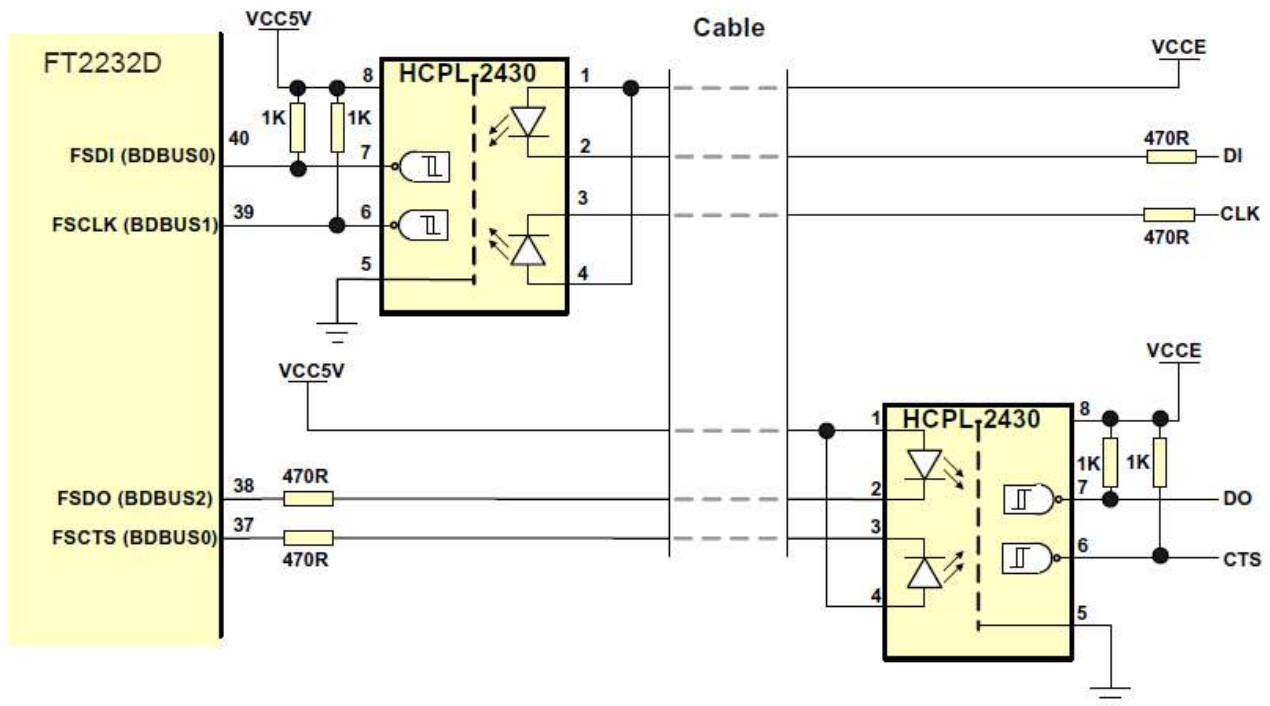 VCC5V
Cable
VCCE
FT2232D
HCPL-2430
8
1
1K
1K
470R
40
FSDI (BDBUS0)
7
2
DI
39
FSCLK (BDBUS1)
6
3
CLK
470R
5
4
VCC5V
VCCE
1
HCPL-2430
8
1K
1K
470R
38
FSDO (BDBUS2)
2
7
DO
37
FSCTS (BDBUS0)
3
6
470R
CTS
4
5